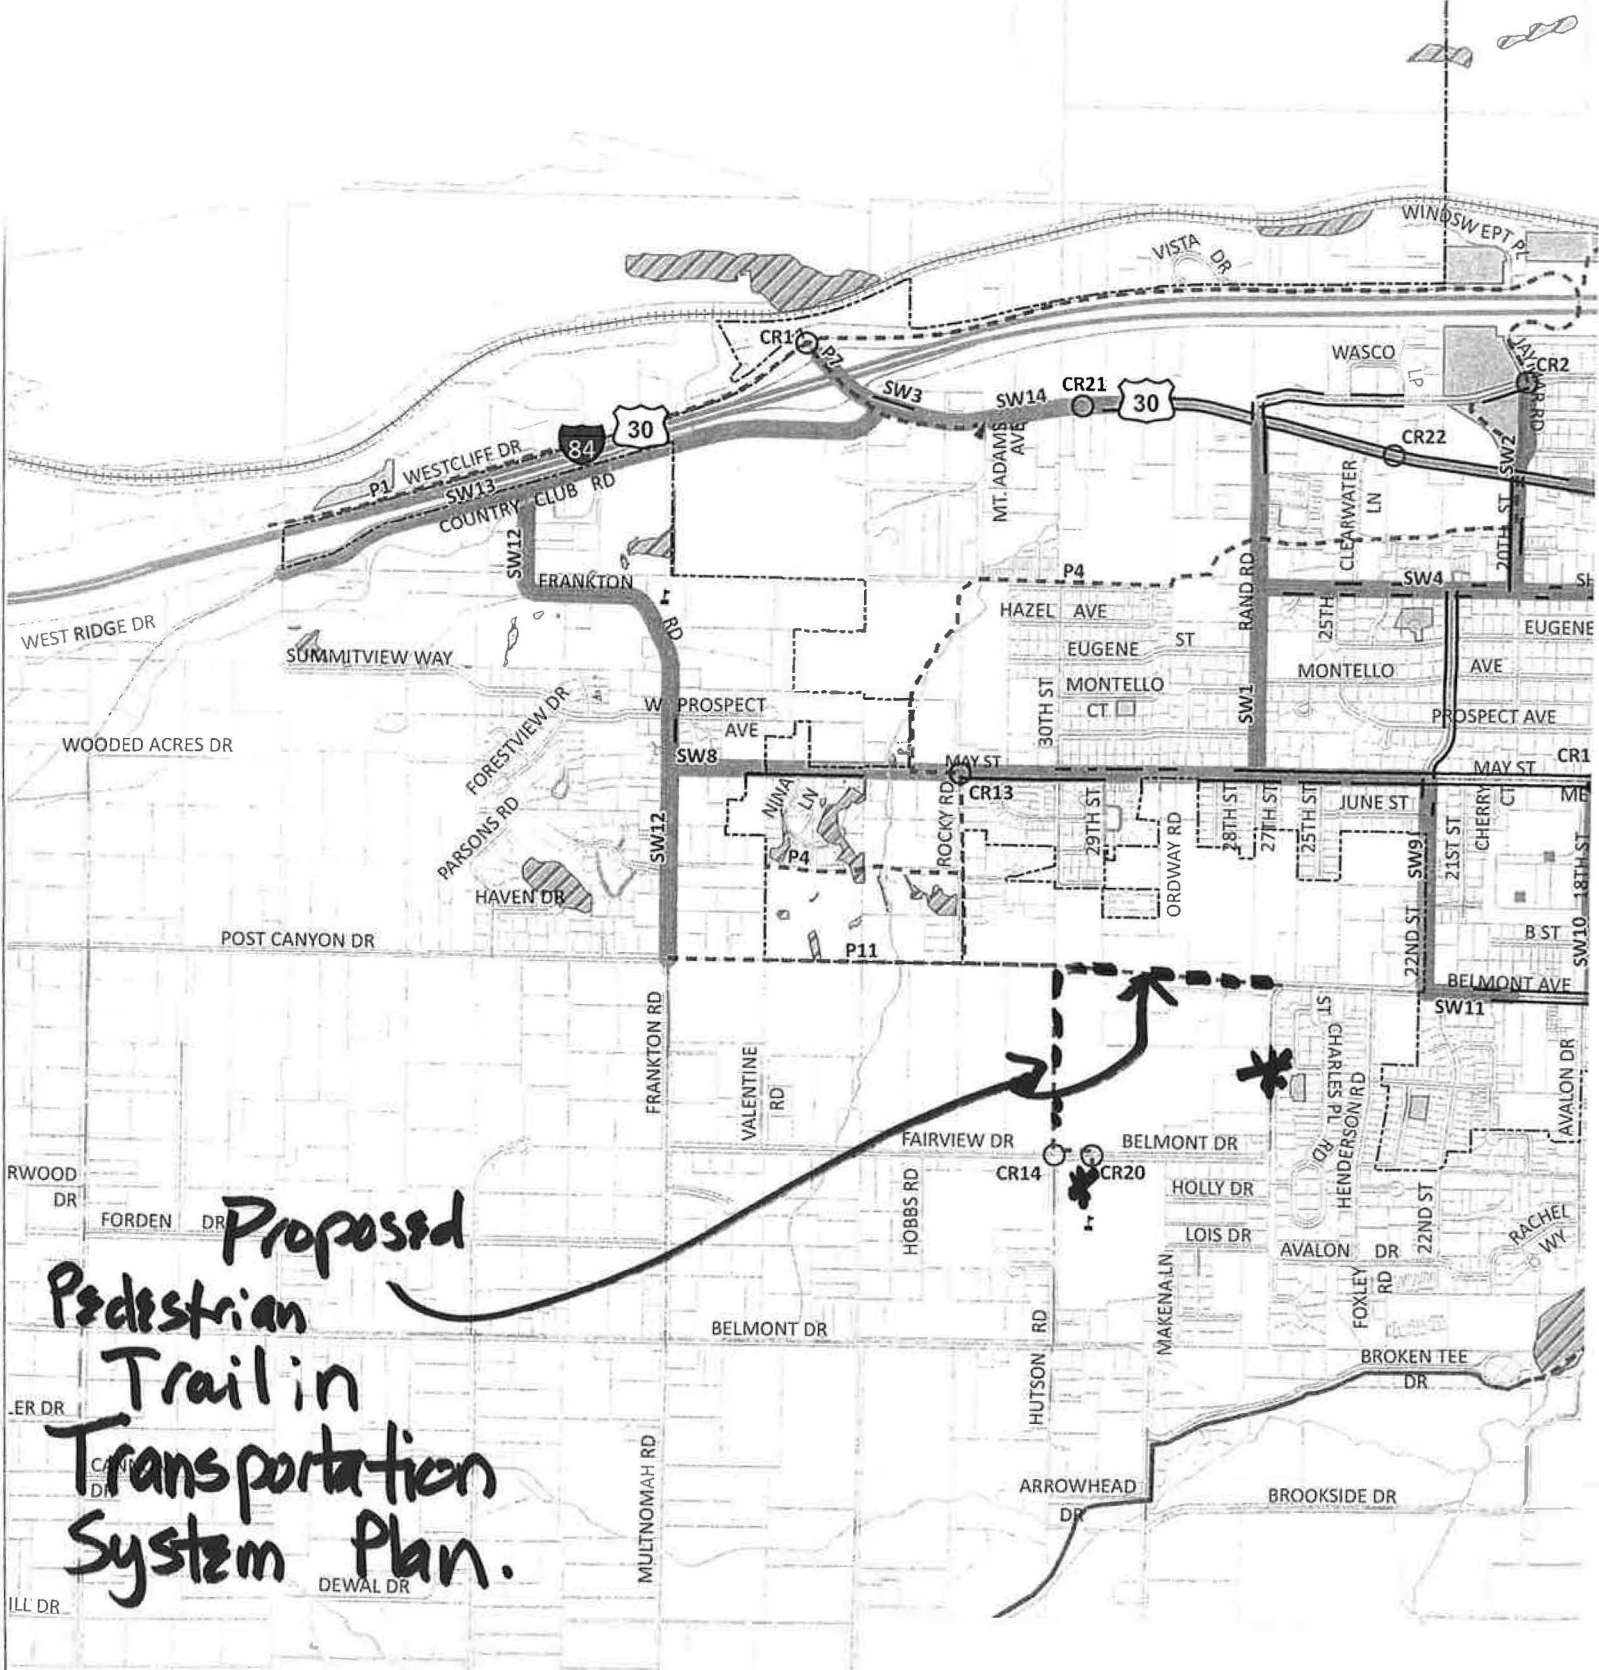 WINDSWEPT PL
VISTA DR
CR1
P7
WASCO
LP
JAYMAR RD
CR2
SW3
SW14
CR21
30
30
84
MT. ADAMS
AVE
CR22
SW2
P1
WESTCLIFF DR
SW13
COUNTRY CLUB RD
CLEARWATER
LN
20TH ST
SW12
FRANKTON
RD
P4
SW4
RAND RD
HAZEL AVE
25TH
WEST RIDGE DR
EUGENE ST
EUGENE
SUMMITVIEW WAY
MONTELLO
AVE
MONTELLO
CT
30TH ST
SW1
W PROSPECT
AVE
PROSPECT AVE
FORESTVIEW DR
WOODED ACRES DR
SW8
MAY ST
MAY ST
CR1
CR13
NINA
LN
ROCKY RD
29TH ST
28TH ST
27TH ST
25TH ST
JUNE ST
CHERRY
CT
ME
PARSONS RD
SW12
P4
ORDWAY RD
SW9
21ST ST
18TH ST
HAVEN DR
POST CANYON DR
P11
22ND ST
B ST
SW10
BELMONT AVE
SW11
FRANKTON RD
ST
CHARLES PL
RD
HENDERSON RD
VALENTINE
RD
AVALON DR
FAIRVIEW DR
BELMONT DR
CR14
CR20
RWOOD
DR
HOBBS RD
HOLLY DR
FORDEN DR
LOIS DR
AVALON DR
22ND ST
RACHEL
WY
Proposed
Pedestrian
Trail in
Transportation
System Plan.
MAKENA LN
FOXLEY
RD
BELMONT DR
HUTSON RD
BROKEN TEE
DR
ER DR
DR
MULTNOMAH RD
ARROWHEAD
DR
BROOKSIDE DR
DEWAL DR
ILL DR